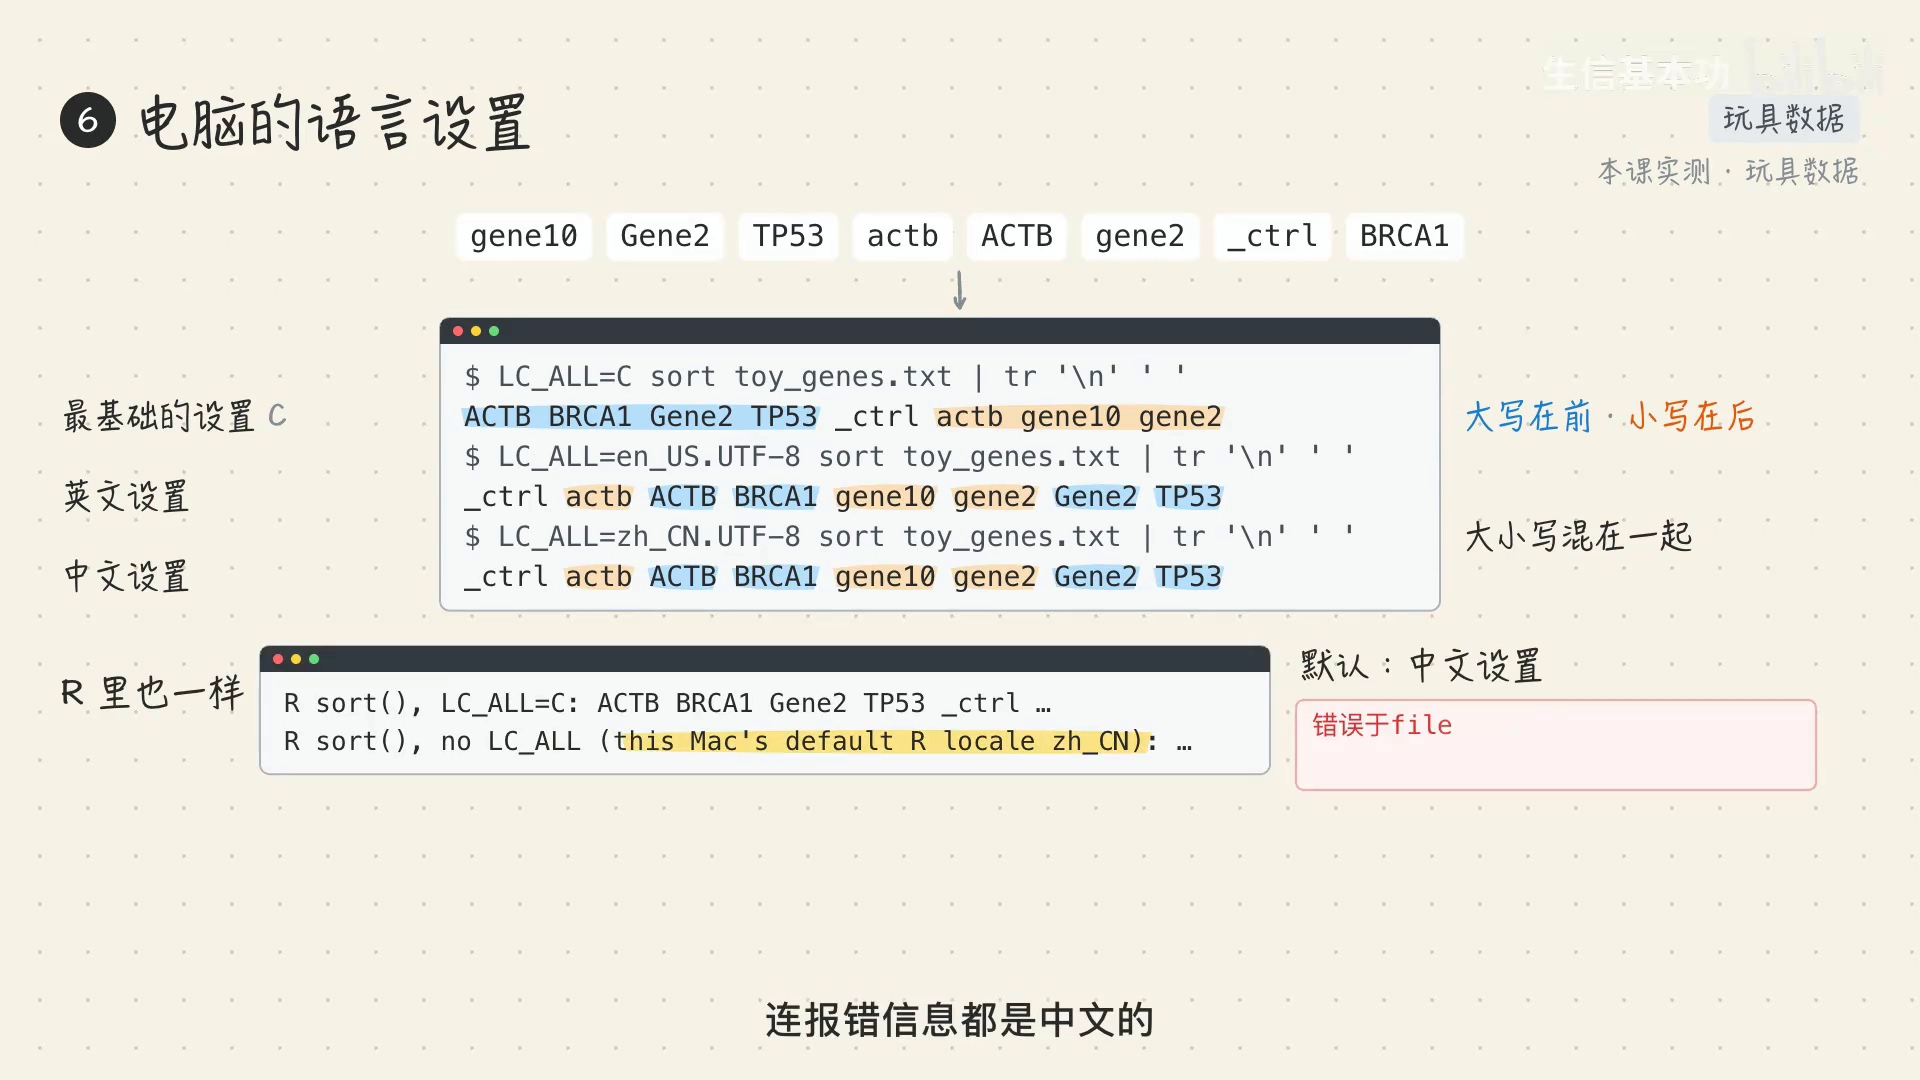 生信基本功
6 电脑的语言设置
玩具数据
本课实测 · 玩具数据
gene10 Gene2 TP53 actb ACTB gene2 _ctrl BRCA1
$ LC_ALL=C sort toy_genes.txt | tr '\n' ' '
最基础的设置 C
ACTB BRCA1 Gene2 TP53 _ctrl actb gene10 gene2
大写在前 · 小写在后
$ LC_ALL=en_US.UTF-8 sort toy_genes.txt | tr '\n' ' '
英文设置
_ctrl actb ACTB BRCA1 gene10 gene2 Gene2 TP53
$ LC_ALL=zh_CN.UTF-8 sort toy_genes.txt | tr '\n' ' '
大小写混在一起
中文设置
_ctrl actb ACTB BRCA1 gene10 gene2 Gene2 TP53
R 里也一样
R sort(), LC_ALL=C: ACTB BRCA1 Gene2 TP53 _ctrl …
R sort(), no LC_ALL (this Mac's default R locale zh_CN): …
默认：中文设置
错误于file
连报错信息都是中文的